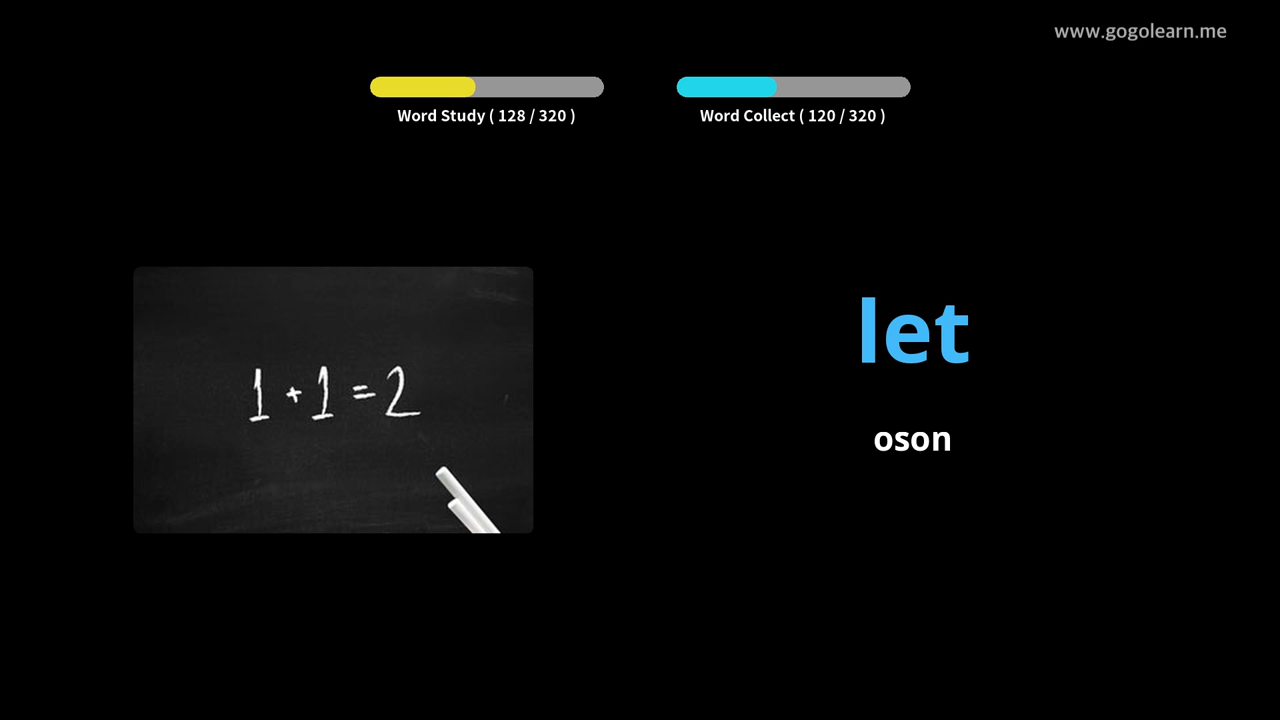 www.gogolearn.me
Word Study ( 128 / 320 )
Word Collect ( 120 / 320 )
1 + 1 = 2
let
oson